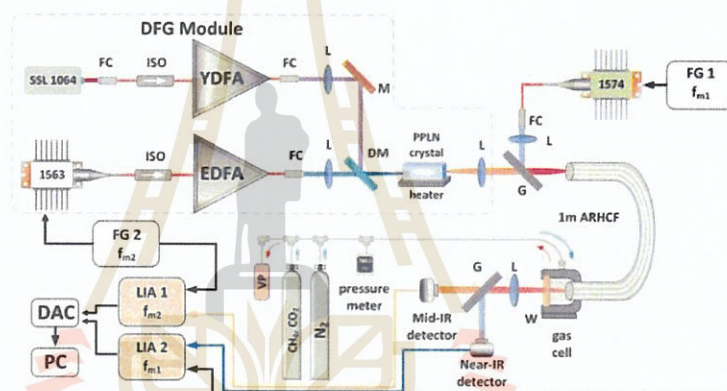 DFG Module
SSL 1064
FC
ISO
YDFA
FC
L
M
1574
FG 1
fm1
FC
L
1563
ISO
EDFA
FC
L
DM
PPLN
crystal
heater
L
G
1m ARHCF
FG 2
fm2
LIA 1
fm2
LIA 2
fm1
DAC
PC
VP
CH4, CO2
N2
pressure
meter
G
L
Mid-IR
detector
W
gas
cell
Near-IR
detector